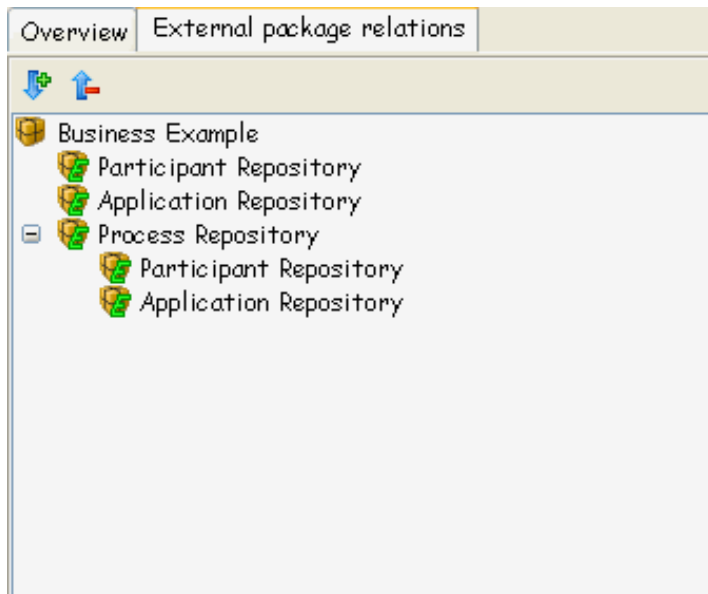 Overview External package relations
Business Example
Participant Repository
Application Repository
Process Repository
Participant Repository
Application Repository